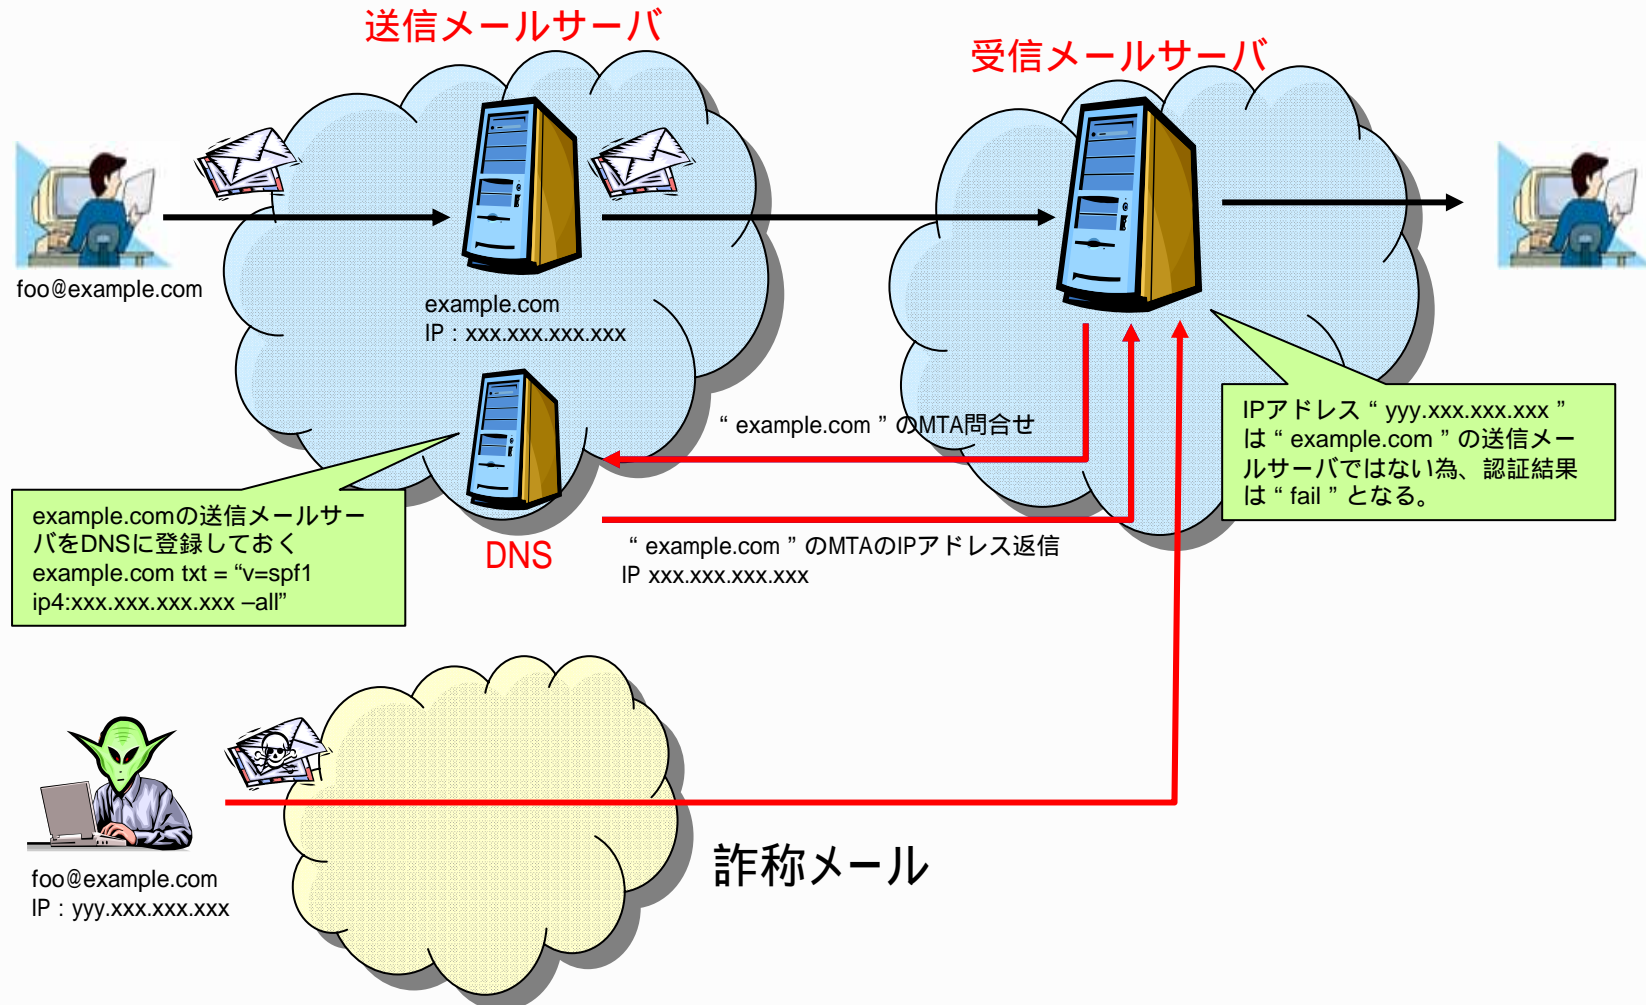 送信メールサーバ
受信メールサーバ
foo@example.com
example.com
IP：xxx.xxx.xxx.xxx
“ example.com ” のMTA問合せ
IPアドレス “ yyy.xxx.xxx.xxx ”
は “ example.com ” の送信メー
ルサーバではない為、認証結果
は “ fail ” となる。
example.comの送信メールサー
バをDNSに登録しておく
example.com txt = “v=spf1
ip4:xxx.xxx.xxx.xxx –all”
DNS
“ example.com ” のMTAのIPアドレス返信
IP xxx.xxx.xxx.xxx
詐称メール
foo@example.com
IP：yyy.xxx.xxx.xxx